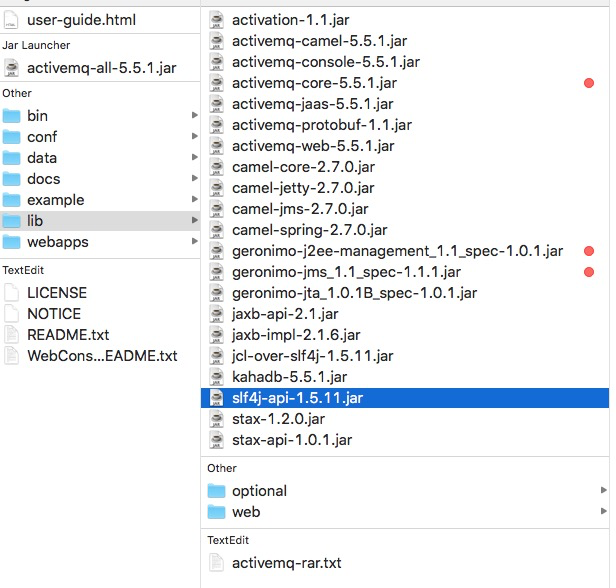 user-guide.html
Jar Launcher
activemq-all-5.5.1.jar
Other
bin
conf
data
docs
example
lib
webapps
TextEdit
LICENSE
NOTICE
README.txt
WebCons...EADME.txt
activation-1.1.jar
activemq-camel-5.5.1.jar
activemq-console-5.5.1.jar
activemq-core-5.5.1.jar
activemq-jaas-5.5.1.jar
activemq-protobuf-1.1.jar
activemq-web-5.5.1.jar
camel-core-2.7.0.jar
camel-jetty-2.7.0.jar
camel-jms-2.7.0.jar
camel-spring-2.7.0.jar
geronimo-j2ee-management_1.1_spec-1.0.1.jar
geronimo-jms_1.1_spec-1.1.1.jar
geronimo-jta_1.0.1B_spec-1.0.1.jar
jaxb-api-2.1.jar
jaxb-impl-2.1.6.jar
jcl-over-slf4j-1.5.11.jar
kahadb-5.5.1.jar
slf4j-api-1.5.11.jar
stax-1.2.0.jar
stax-api-1.0.1.jar
Other
optional
web
TextEdit
activemq-rar.txt